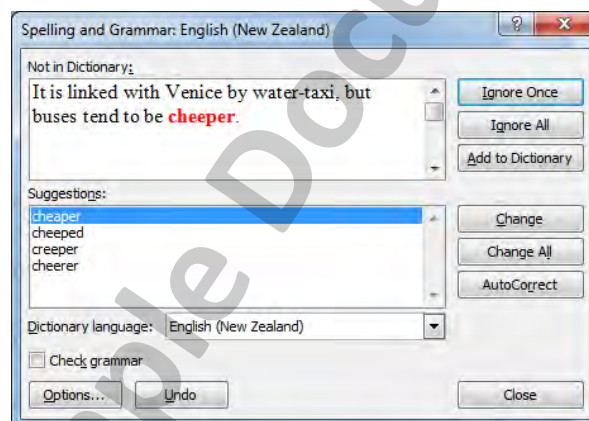 Spelling and Grammar: English (New Zealand)
Not in Dictionary:
It is linked with Venice by water-taxi, but
buses tend to be cheeper.
Ignore Once
Ignore All
Add to Dictionary
Suggestions:
cheaper
cheeped
creeper
cheerer
Change
Change All
AutoCorrect
Dictionary language: English (New Zealand)
Check grammar
Options... Undo Close